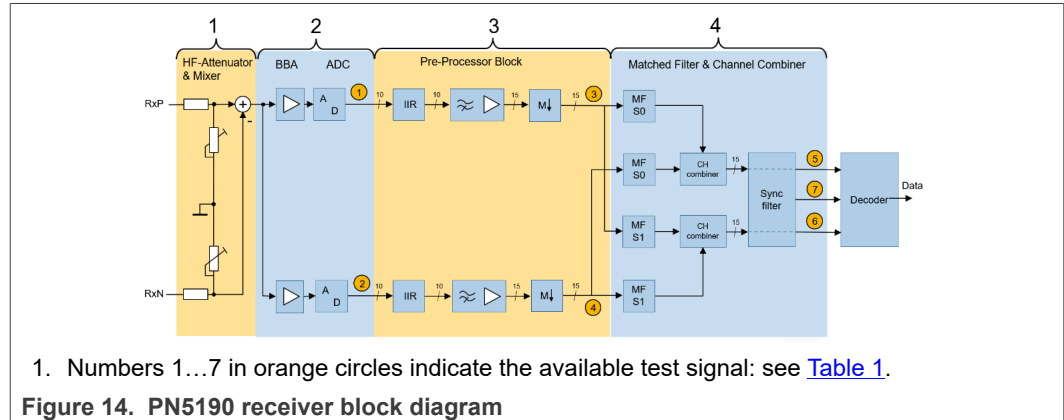 1 2 3 4
HF-Attenuator
& Mixer
BBA ADC
Pre-Processor Block
Matched Filter & Channel Combiner
RxP
+
-
A
D
1
10
IIR
10
15
M↓
15
3
MF
S0
MF
S0
CH
combiner
15
5
7
Sync
filter
Decoder
Data
MF
S1
CH
combiner
15
6
RxN
A
D
2
10
IIR
10
15
M↓
15
4
MF
S1
1. Numbers 1…7 in orange circles indicate the available test signal: see Table 1.
Figure 14. PN5190 receiver block diagram